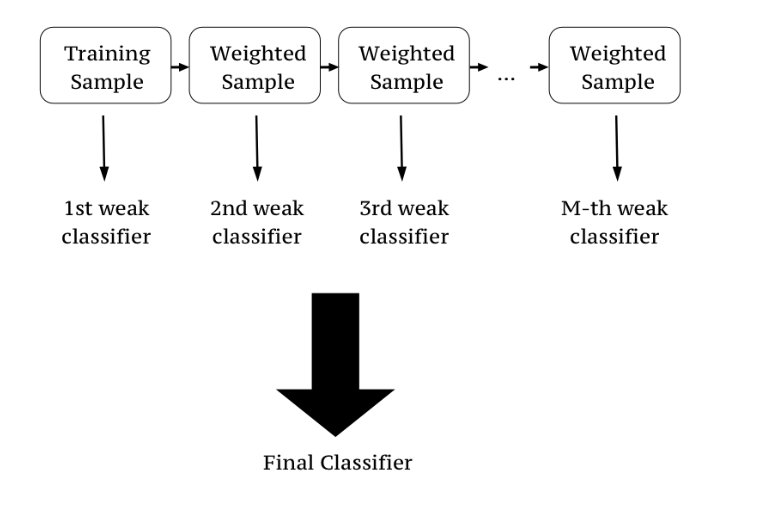 Training
Sample
Weighted
Sample
Weighted
Sample
...
Weighted
Sample
1st weak
classifier
2nd weak
classifier
3rd weak
classifier
M-th weak
classifier
Final Classifier